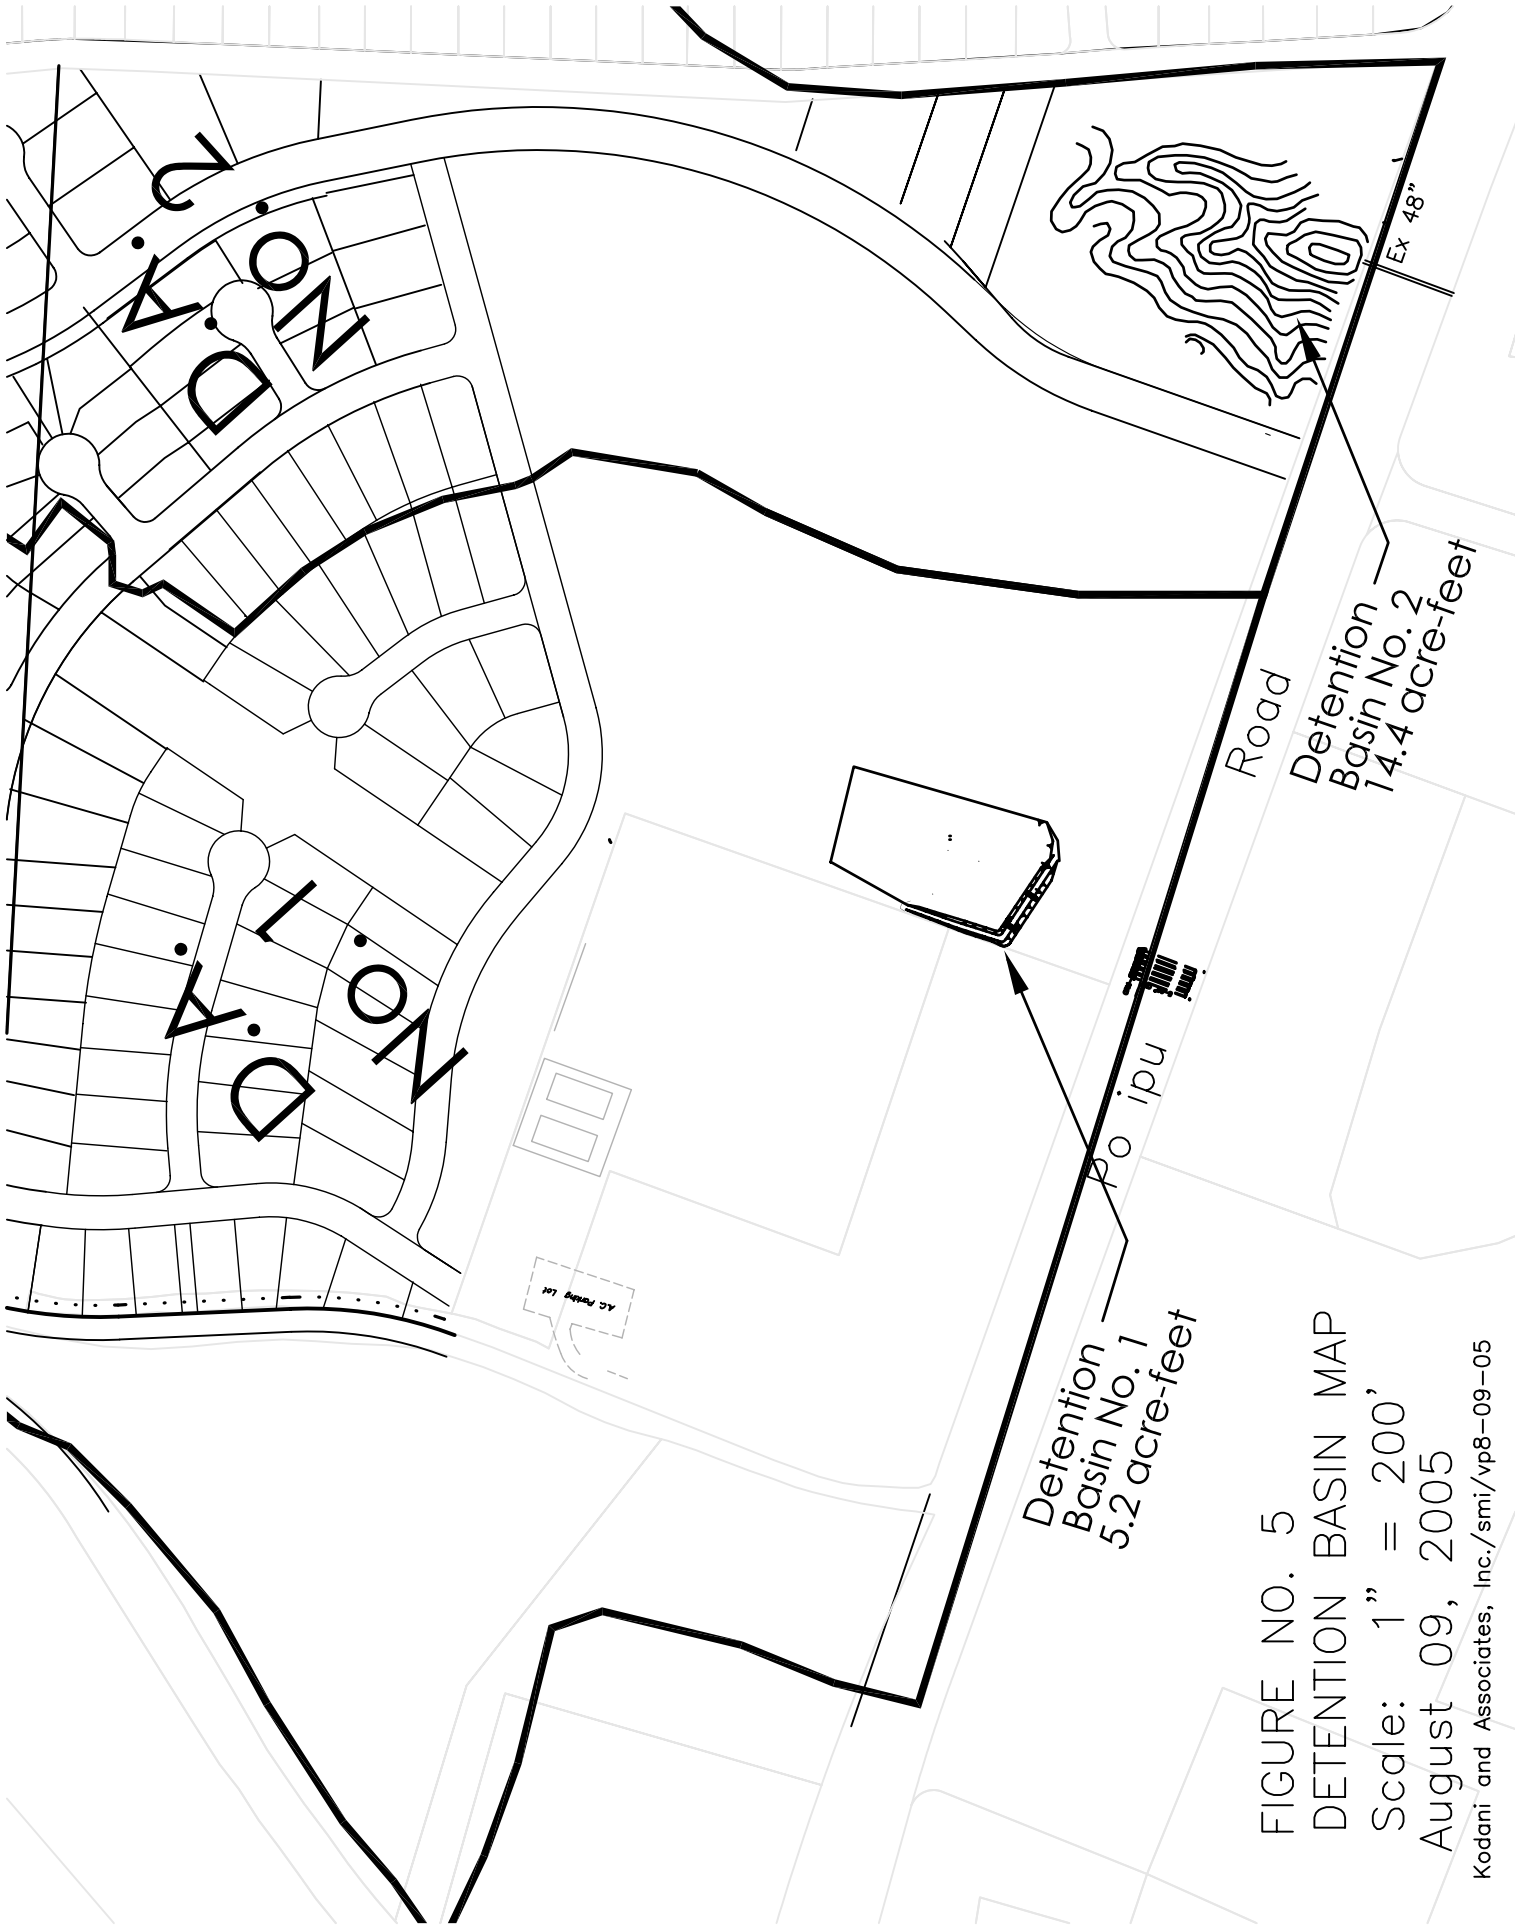 D.A. 2
NO.
D.A. 1
NO.
Ex 48"
Detention
Basin No. 2
14.4 acre-feet
Po ipu Road
Detention
Basin No. 1
5.2 acre-feet
A.C. Parking Lot
FIGURE NO. 5
DETENTION BASIN MAP
Scale: 1" = 200'
August 09, 2005
Kodani and Associates, Inc./smi/vp8-09-05